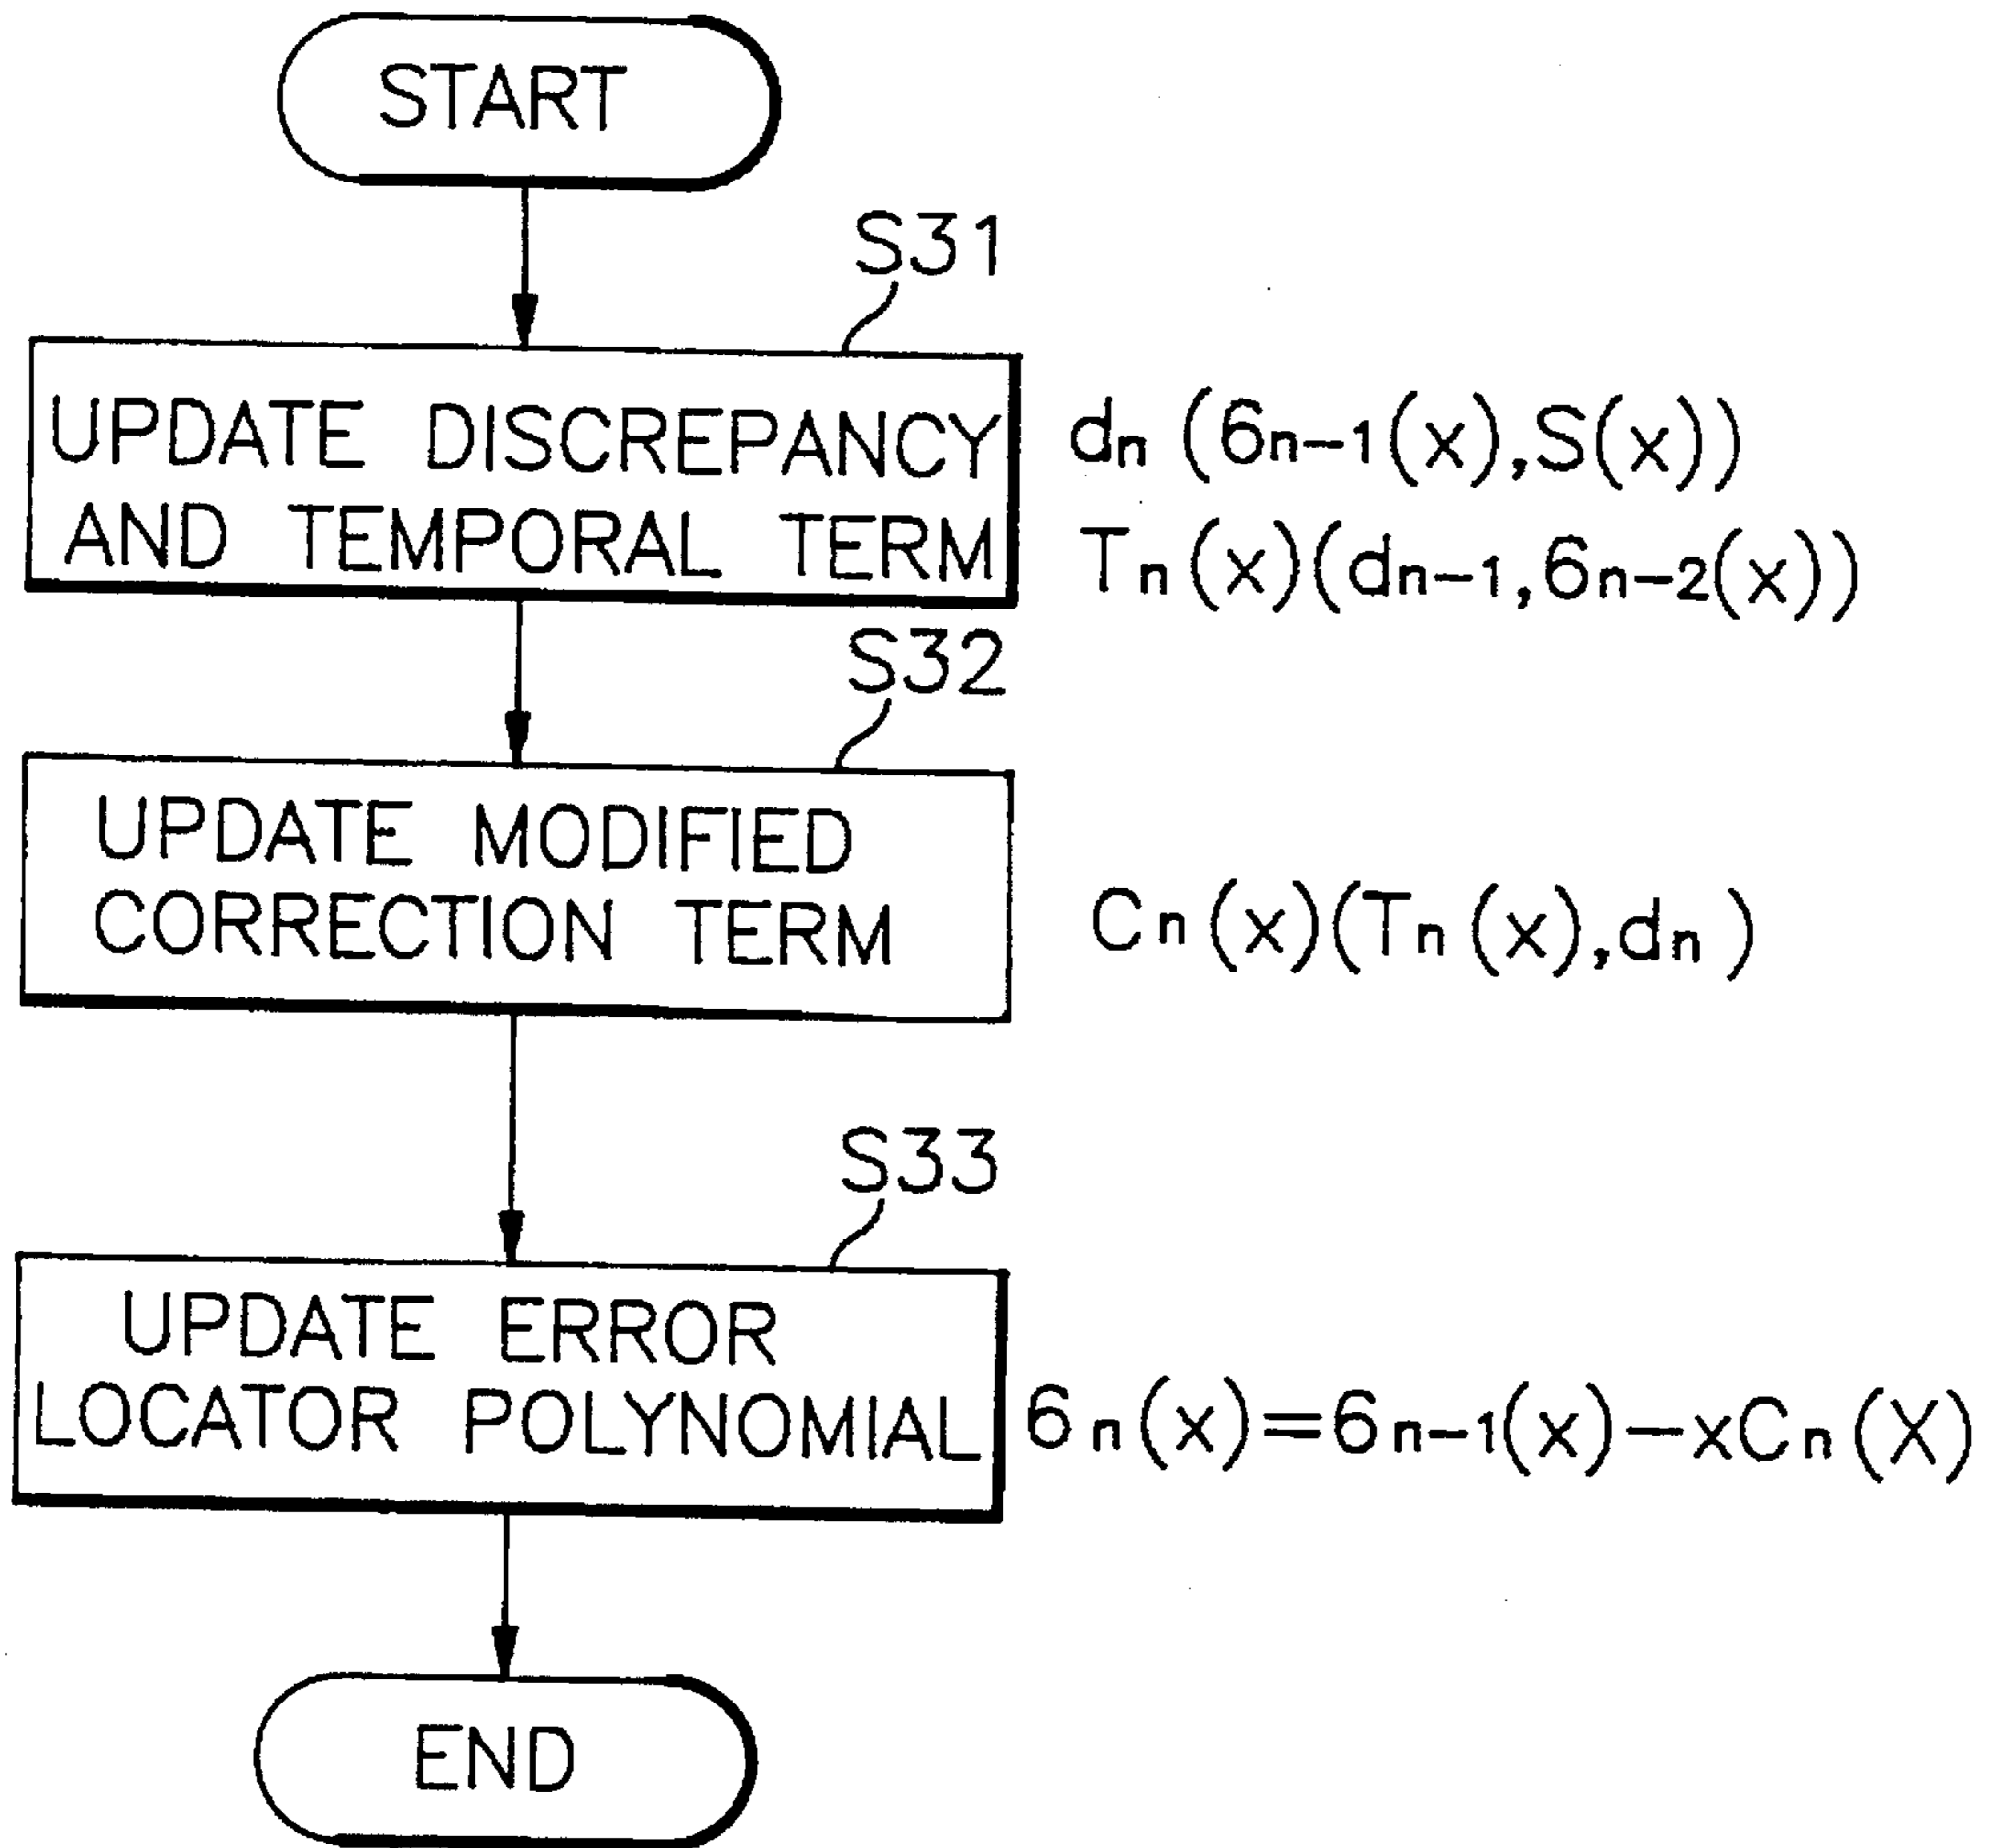 START
S31
UPDATE DISCREPANCY
AND TEMPORAL TERM
dn (6n-1(x),S(x))
Tn(x)(dn-1,6n-2(x))
S32
UPDATE MODIFIED
CORRECTION TERM
Cn(x)(Tn(x),dn)
S33
UPDATE ERROR
LOCATOR POLYNOMIAL
6n(x)=6n-1(x)-xCn(X)
END